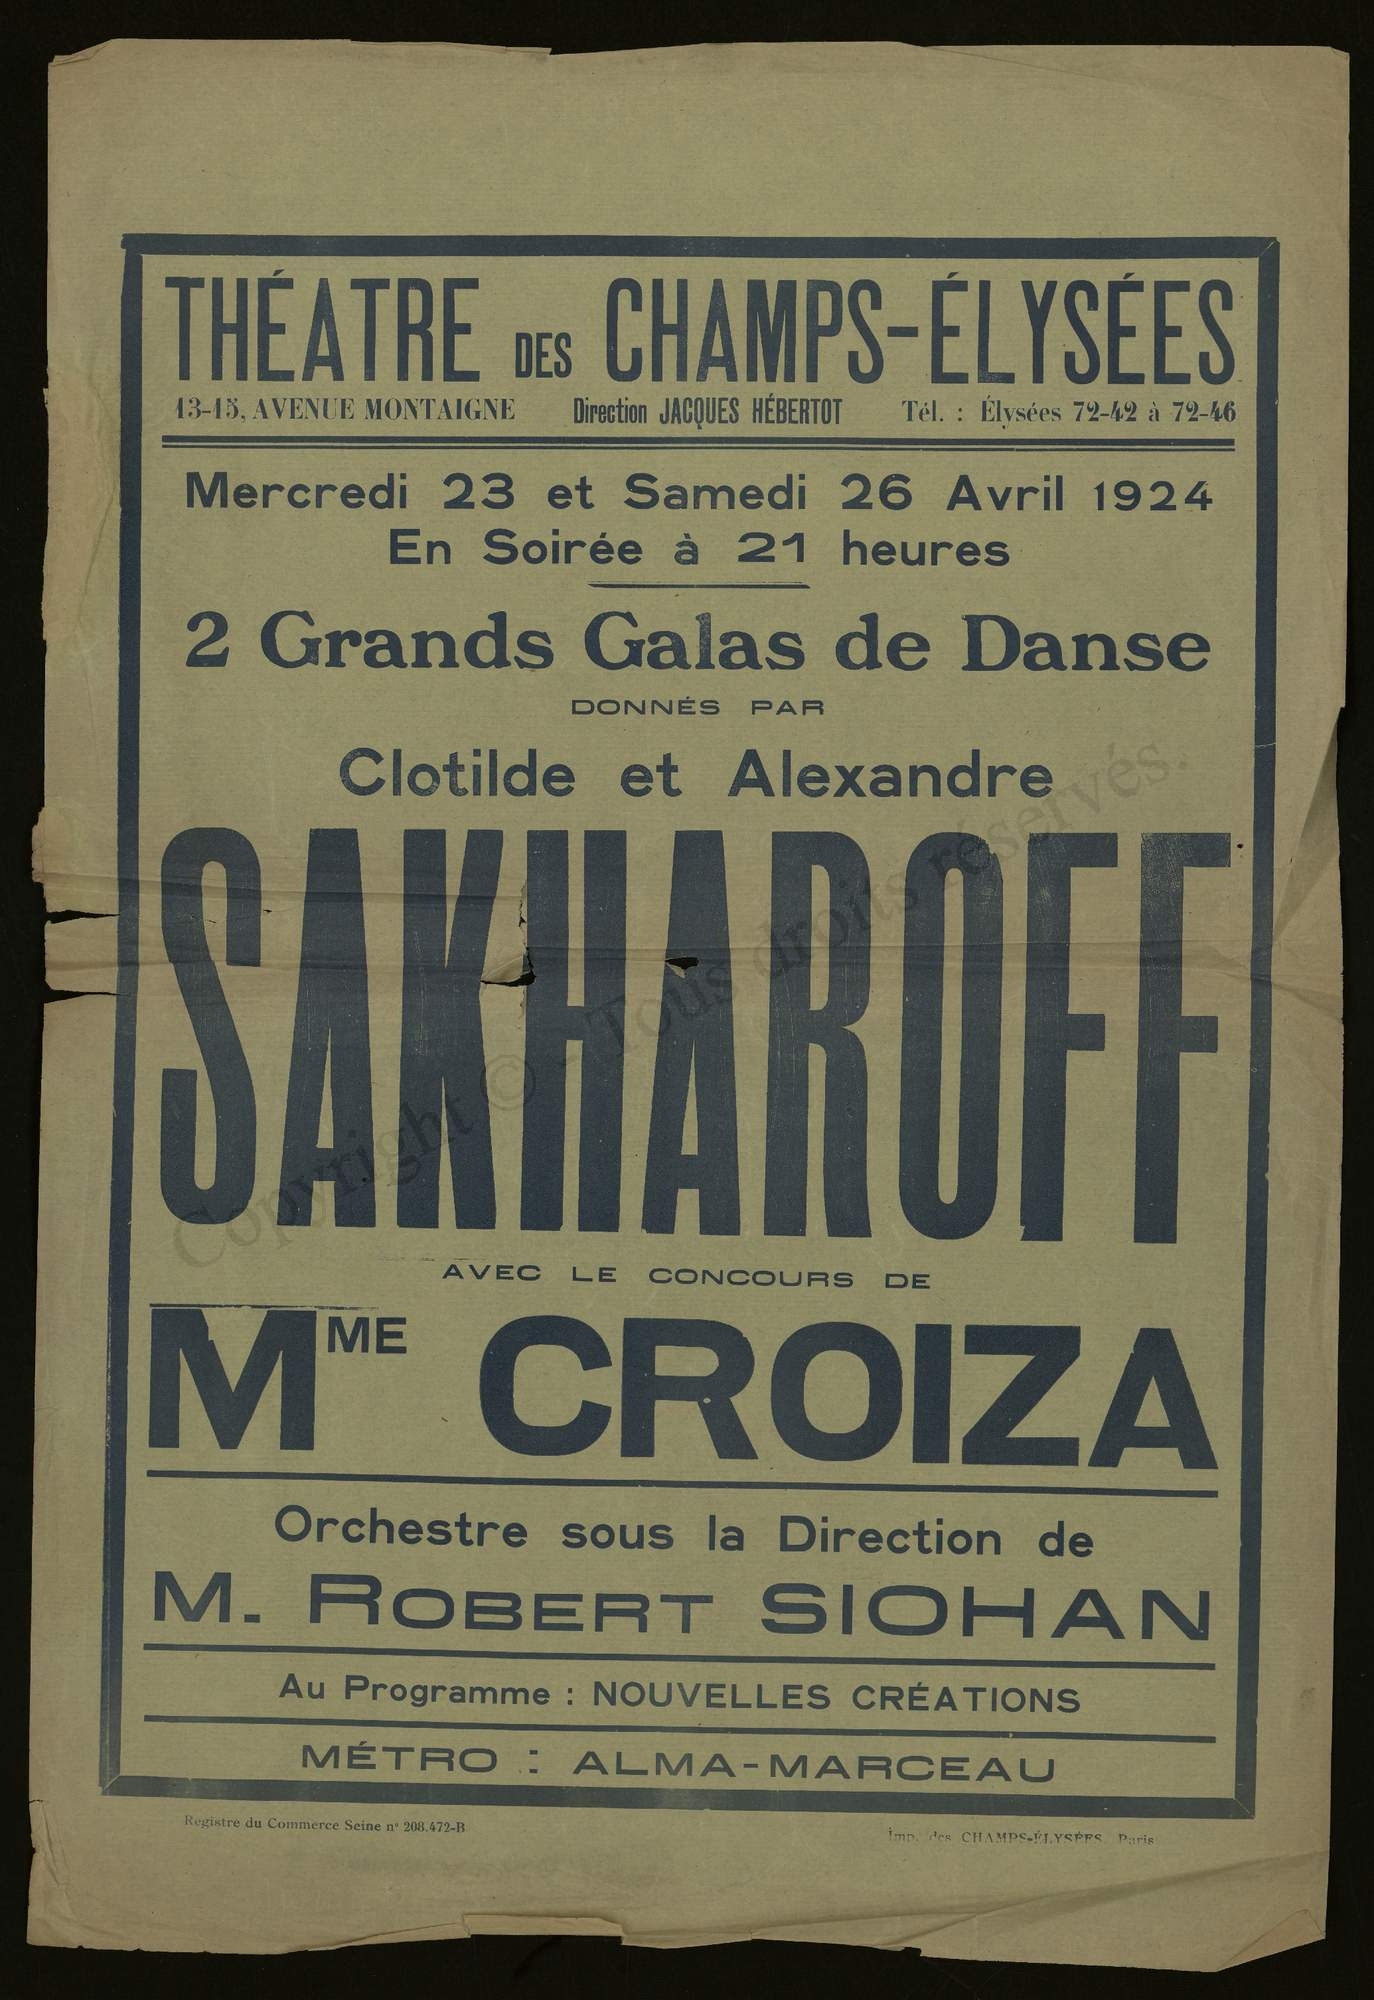 THÉATRE DES CHAMPS-ÉLYSÉES
13-15, AVENUE MONTAIGNE Direction JACQUES HÉBERTOT Tél. : Élysées 72-42 à 72-46
Mercredi 23 et Samedi 26 Avril 1924
En Soirée à 21 heures
2 Grands Galas de Danse
DONNÉS PAR
Clotilde et Alexandre
SAKHAROFF
AVEC LE CONCOURS DE
MME CROIZA
Orchestre sous la Direction de
M. ROBERT SIOHAN
Au Programme : NOUVELLES CRÉATIONS
MÉTRO : ALMA-MARCEAU
Registre du Commerce Seine n° 208.472-B
Imp. des CHAMPS-ÉLYSÉES, Paris
Copyright © - Tous droits réservés.